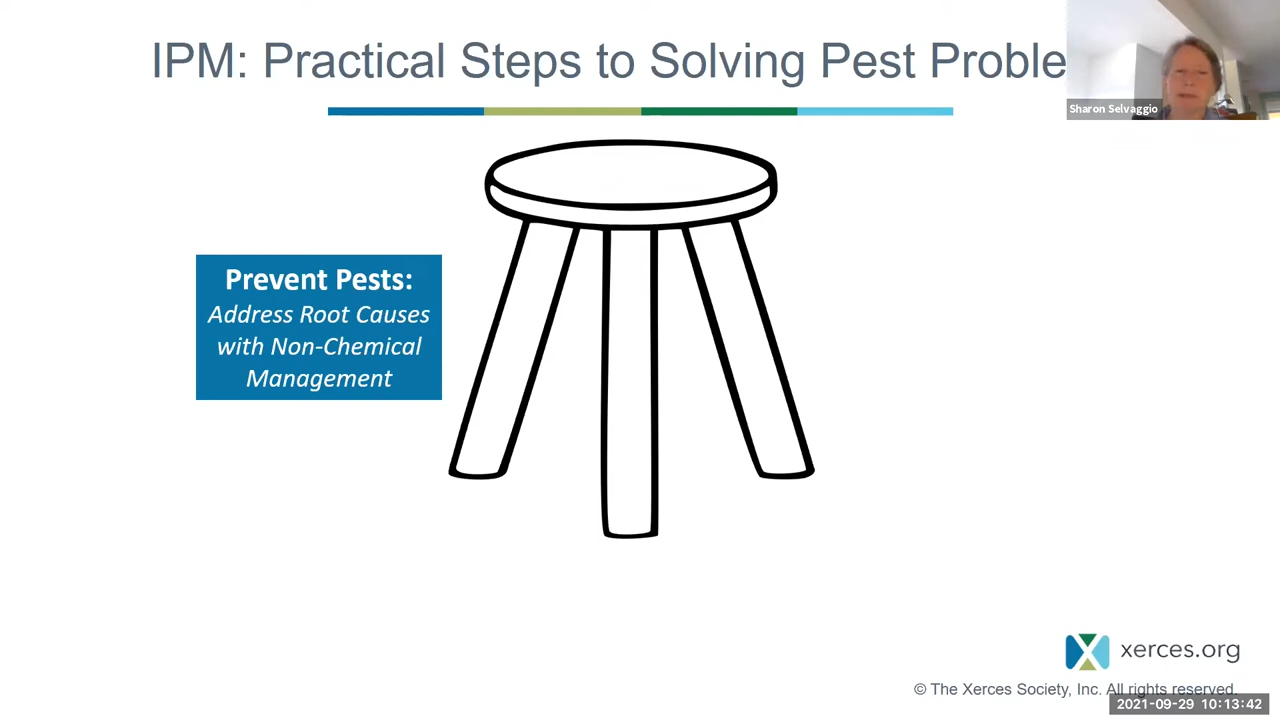 IPM: Practical Steps to Solving Pest Proble
Sharon Selvaggio
Prevent Pests:
Address Root Causes
with Non-Chemical
Management
xerces.org
© The Xerces Society, Inc. All rights reserved.
2021-09-29 10:13:42